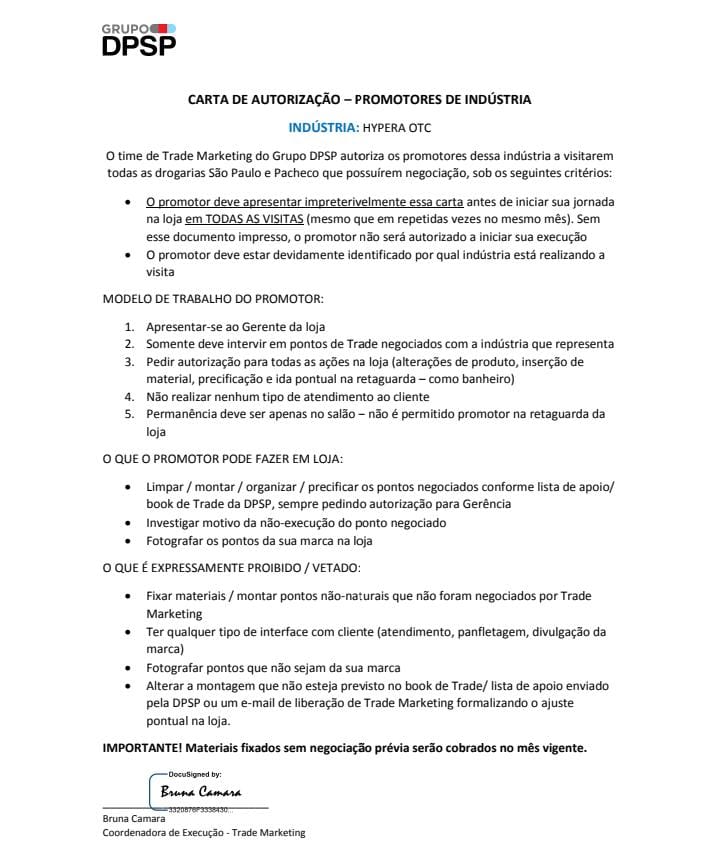 GRUPO
DPSP
CARTA DE AUTORIZAÇÃO – PROMOTORES DE INDÚSTRIA
INDÚSTRIA: HYPERA OTC
O time de Trade Marketing do Grupo DPSP autoriza os promotores dessa indústria a visitarem
todas as drogarias São Paulo e Pacheco que possuírem negociação, sob os seguintes critérios:
• O promotor deve apresentar impreterivelmente essa carta antes de iniciar sua jornada
na loja em TODAS AS VISITAS (mesmo que em repetidas vezes no mesmo mês). Sem
esse documento impresso, o promotor não será autorizado a iniciar sua execução
• O promotor deve estar devidamente identificado por qual indústria está realizando a
visita
MODELO DE TRABALHO DO PROMOTOR:
1. Apresentar-se ao Gerente da loja
2. Somente deve intervir em pontos de Trade negociados com a indústria que representa
3. Pedir autorização para todas as ações na loja (alterações de produto, inserção de
material, precificação e ida pontual na retaguarda – como banheiro)
4. Não realizar nenhum tipo de atendimento ao cliente
5. Permanência deve ser apenas no salão – não é permitido promotor na retaguarda da
loja
O QUE O PROMOTOR PODE FAZER EM LOJA:
• Limpar / montar / organizar / precificar os pontos negociados conforme lista de apoio/
book de Trade da DPSP, sempre pedindo autorização para Gerência
• Investigar motivo da não-execução do ponto negociado
• Fotografar os pontos da sua marca na loja
O QUE É EXPRESSAMENTE PROIBIDO / VETADO:
• Fixar materiais / montar pontos não-naturais que não foram negociados por Trade
Marketing
• Ter qualquer tipo de interface com cliente (atendimento, panfletagem, divulgação da
marca)
• Fotografar pontos que não sejam da sua marca
• Alterar a montagem que não esteja previsto no book de Trade/ lista de apoio enviado
pela DPSP ou um e-mail de liberação de Trade Marketing formalizando o ajuste
pontual na loja.
IMPORTANTE! Materiais fixados sem negociação prévia serão cobrados no mês vigente.
DocuSigned by:
Bruna Camara
3320876F3338430...
Bruna Camara
Coordenadora de Execução - Trade Marketing